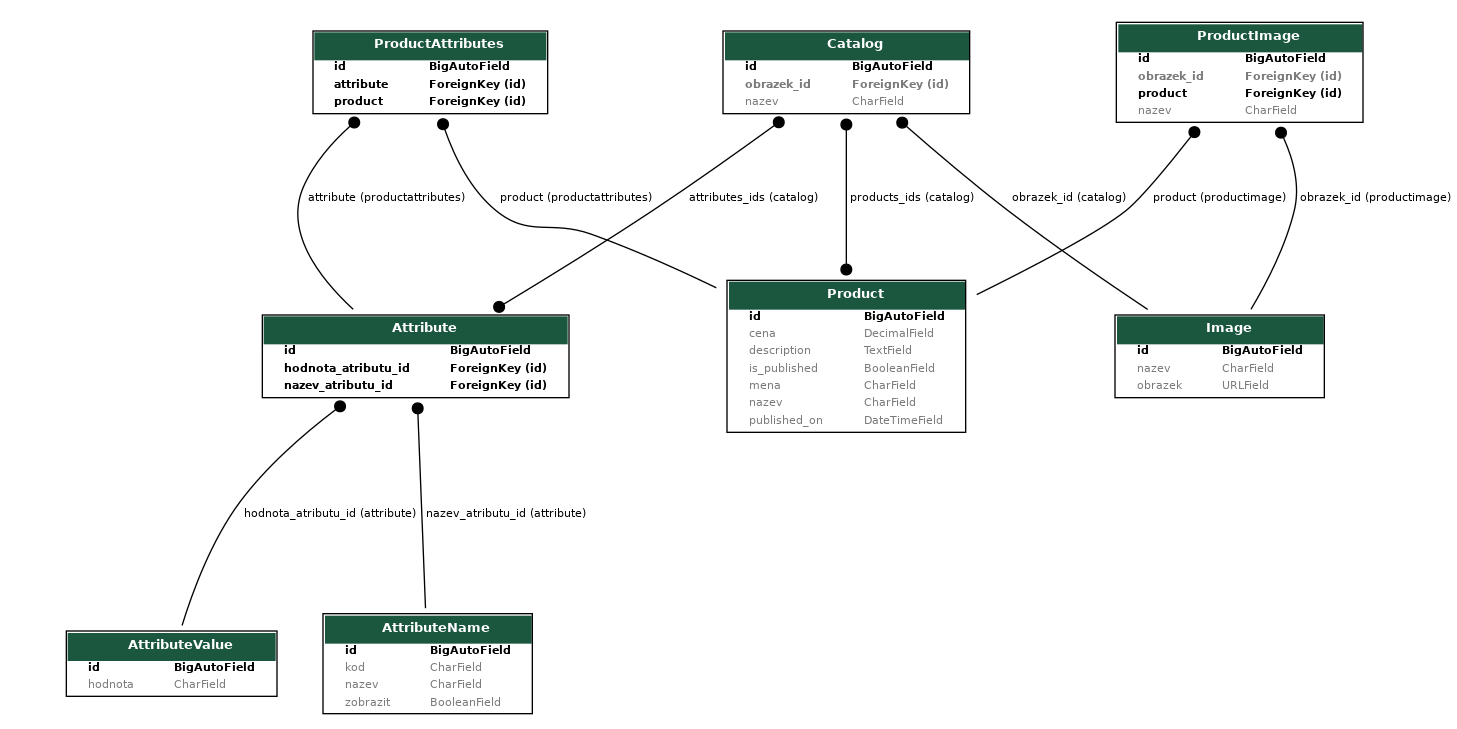 ProductAttributes
id BigAutoField
attribute ForeignKey (id)
product ForeignKey (id)
Catalog
id BigAutoField
obrazek_id ForeignKey (id)
nazev CharField
ProductImage
id BigAutoField
obrazek_id ForeignKey (id)
product ForeignKey (id)
nazev CharField
attribute (productattributes)
product (productattributes)
attributes_ids (catalog)
products_ids (catalog)
obrazek_id (catalog)
product (productimage)
obrazek_id (productimage)
Attribute
id BigAutoField
hodnota_atributu_id ForeignKey (id)
nazev_atributu_id ForeignKey (id)
Product
id BigAutoField
cena DecimalField
description TextField
is_published BooleanField
mena CharField
nazev CharField
published_on DateTimeField
Image
id BigAutoField
nazev CharField
obrazek URLField
hodnota_atributu_id (attribute)
nazev_atributu_id (attribute)
AttributeValue
id BigAutoField
hodnota CharField
AttributeName
id BigAutoField
kod CharField
nazev CharField
zobrazit BooleanField